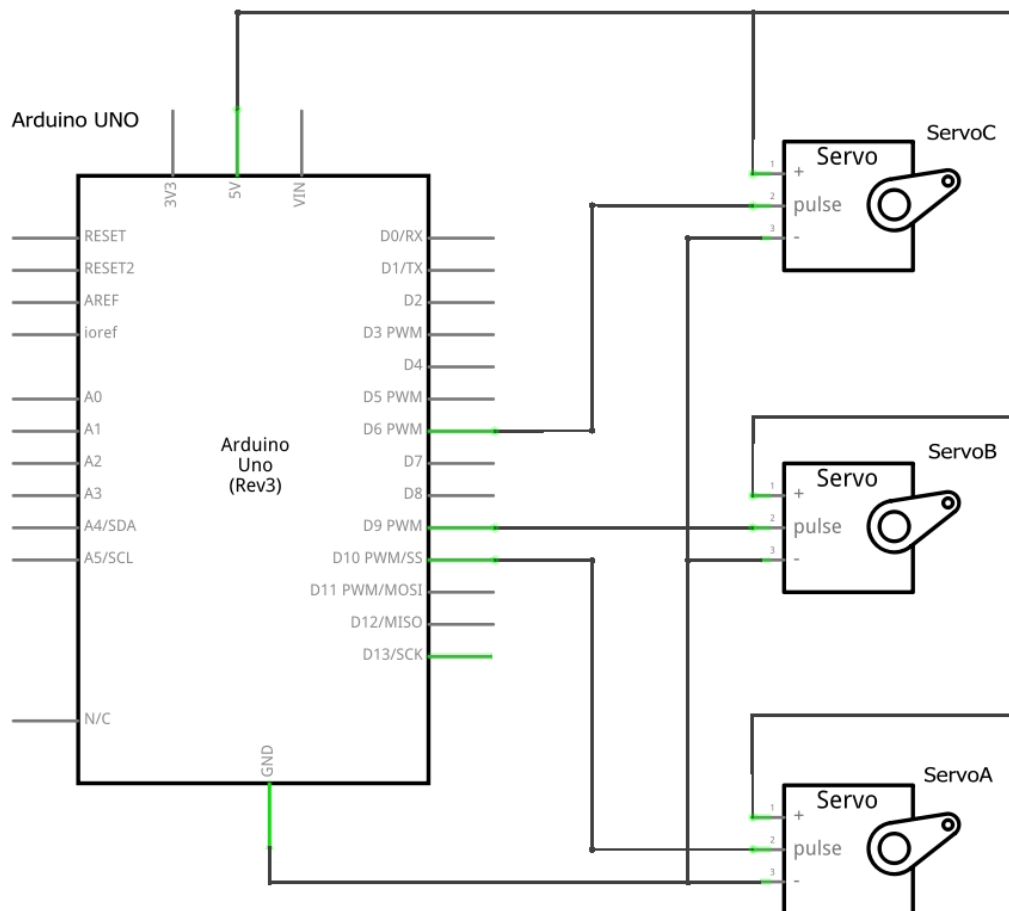 Arduino UNO
3V3
5V
VIN
RESET
RESET2
AREF
ioref
A0
A1
A2
A3
A4/SDA
A5/SCL
N/C
Arduino
Uno
(Rev3)
D0/RX
D1/TX
D2
D3 PWM
D4
D5 PWM
D6 PWM
D7
D8
D9 PWM
D10 PWM/SS
D11 PWM/MOSI
D12/MISO
D13/SCK
GND
ServoC
Servo
1 +
2 pulse
3 -
ServoB
Servo
1 +
2 pulse
3 -
ServoA
Servo
1 +
2 pulse
3 -